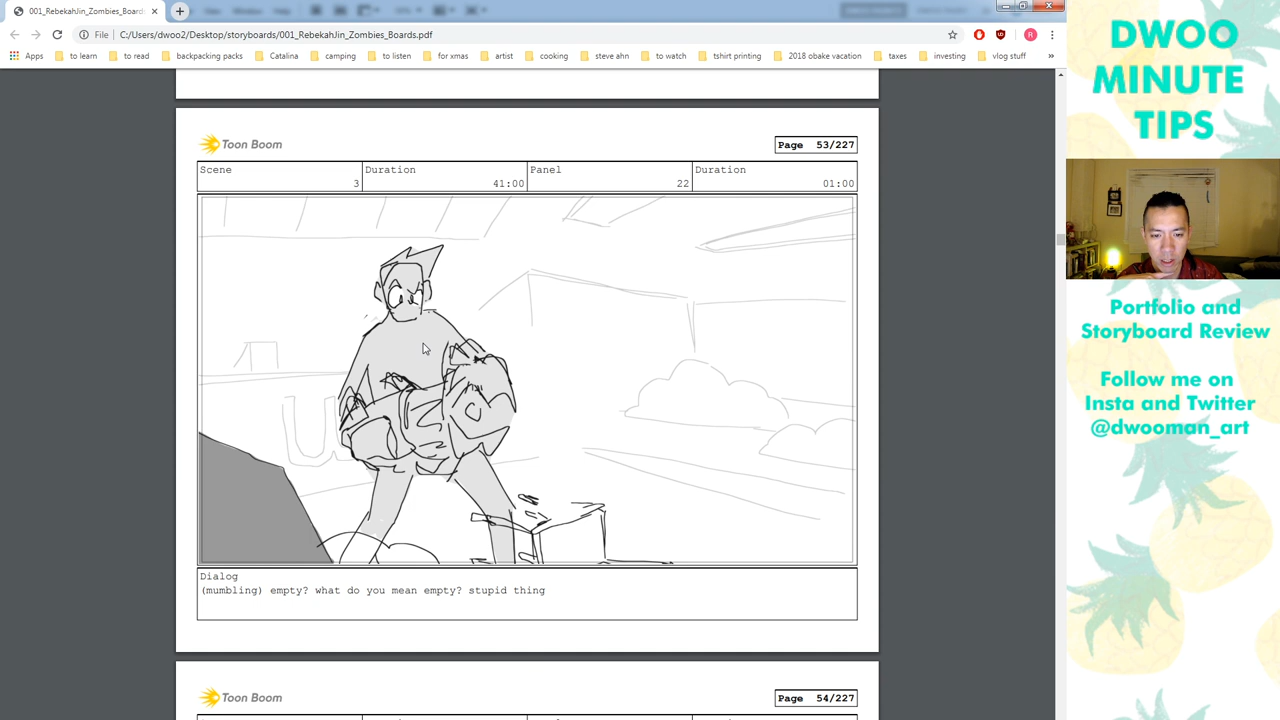 001_RebekahJin_Zombies_Boards
File
C:/Users/dwoo2/Desktop/storyboards/001_RebekahJin_Zombies_Boards.pdf
Apps
to learn
to read
backpacking papers
Catalina
camping
to listen
for xmas
artist
cooking
steve ahn
to watch
tshirt printing
2018 obake vacation
taxes
investing
vlog stuff
»
Toon Boom
Page 53/227
Scene 3
Duration 41:00
Panel 22
Duration 01:00
Dialog
(mumbling) empty? what do you mean empty? stupid thing
Toon Boom
Page 54/227
DWOO
MINUTE
TIPS
Portfolio and
Storyboard Review
Follow me on
Insta and Twitter
@dwooman_art